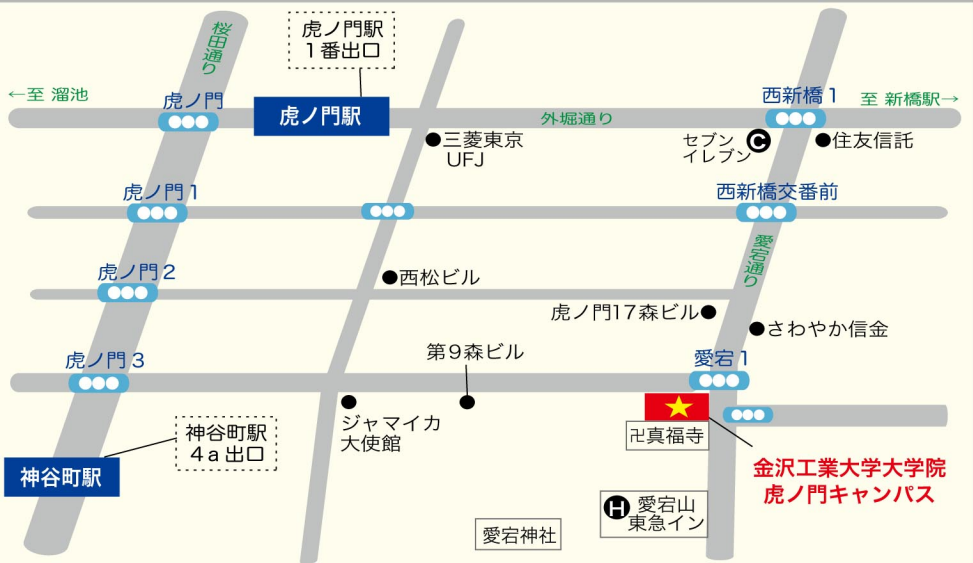 虎ノ門駅
1番出口
桜田通り
←至 溜池
虎ノ門
虎ノ門駅
外堀通り
西新橋1
至 新橋駅→
三菱東京
UFJ
セブン
イレブン
C
住友信託
虎ノ門1
西新橋交番前
愛宕通り
虎ノ門2
西松ビル
虎ノ門17森ビル
さわやか信金
虎ノ門3
第9森ビル
愛宕1
ジャマイカ
大使館
神谷町駅
4a出口
神谷町駅
卍真福寺
金沢工業大学大学院
虎ノ門キャンパス
H
愛宕山
東急イン
愛宕神社